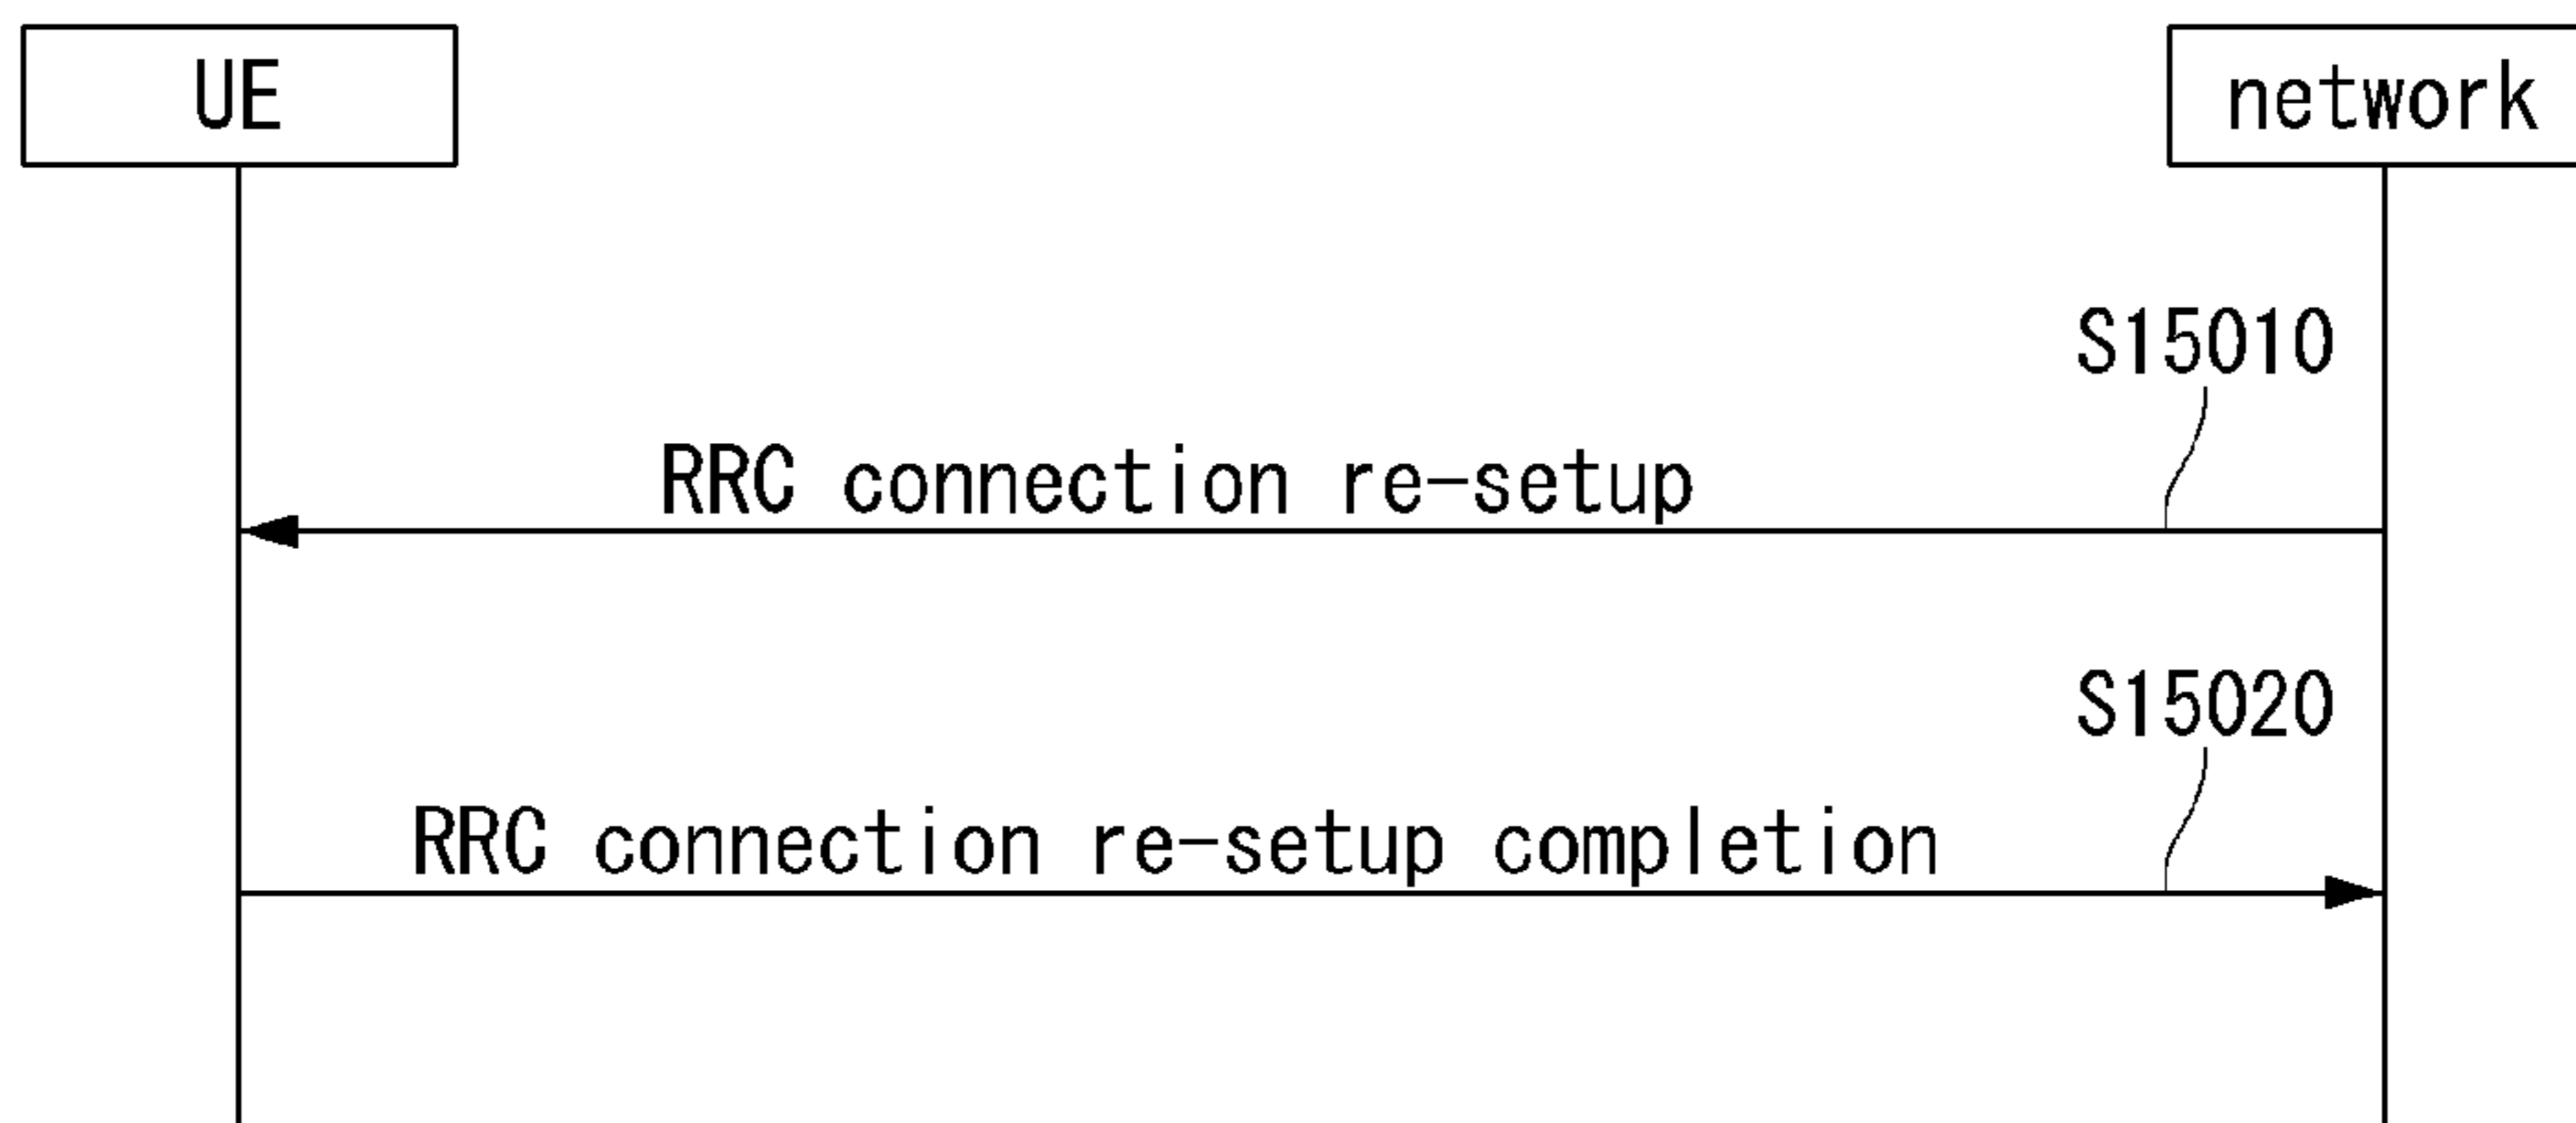 UE
network
S15010
RRC connection re-setup
S15020
RRC connection re-setup completion